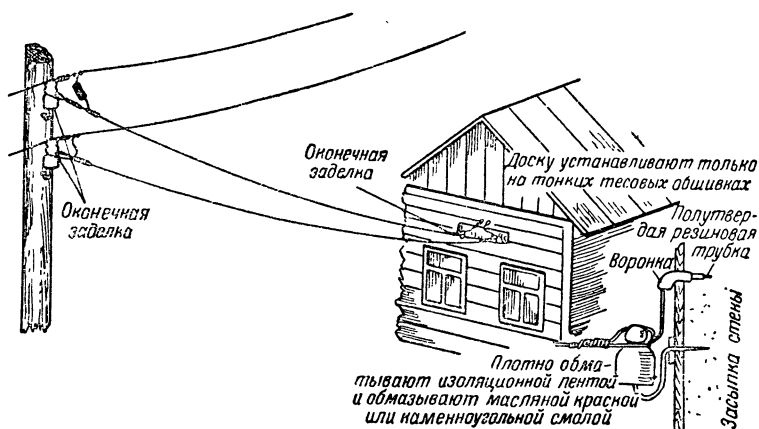 Оконечная
заделка
Оконечная
заделка
Доску устанавливают только
на тонких тесовых обшивках
Полутвер-
дая резиновая
трубка
Воронка
Засыпка стены
Плотно обма-
тывают изоляционной лентой
и обмазывают масляной краской
или каменноугольной смолой